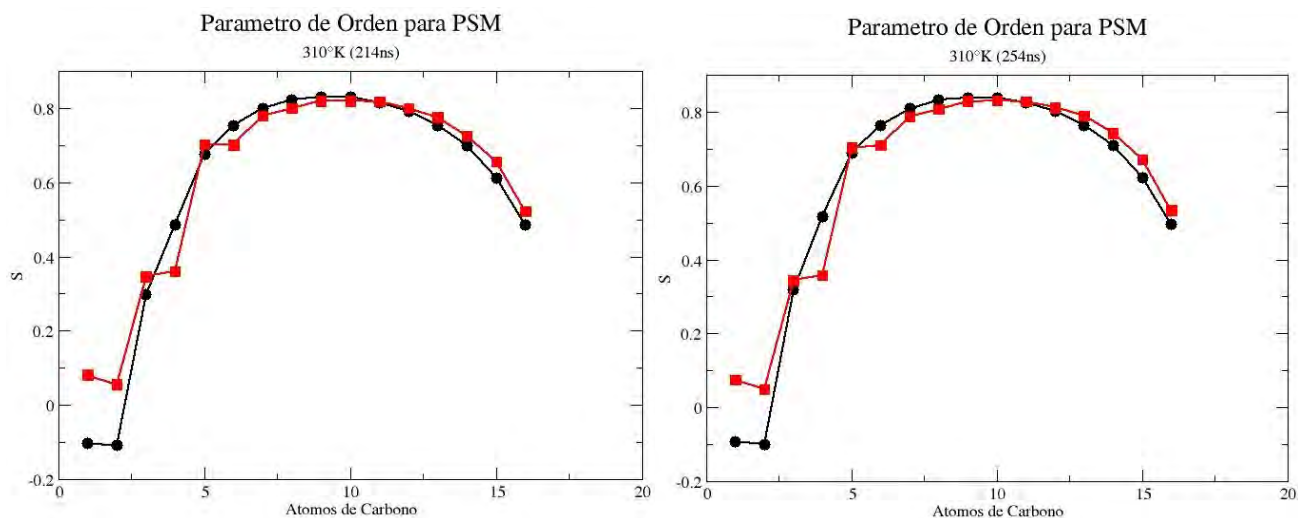 Parametro de Orden para PSM
310°K (214ns)
0.8
0.6
0.4
0.2
0
-0.2
S
0
5
10
15
20
Atomos de Carbono
Parametro de Orden para PSM
310°K (254ns)
0.8
0.6
0.4
0.2
0
-0.2
S
0
5
10
15
20
Atomos de Carbono